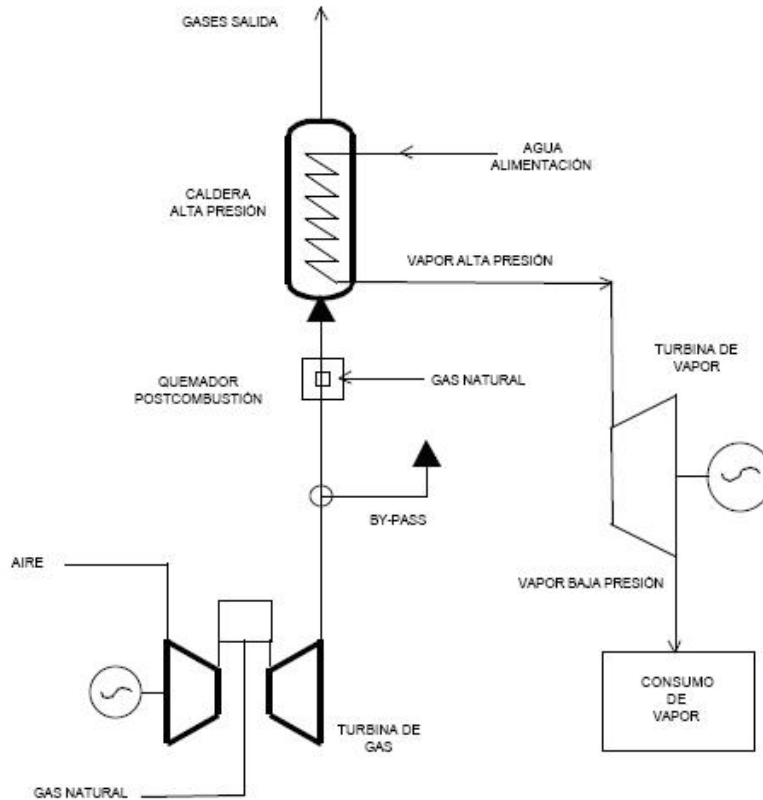 GASES SALIDA
AGUA
ALIMENTACIÓN
CALDERA
ALTA PRESIÓN
VAPOR ALTA PRESIÓN
TURBINA DE
VAPOR
QUEMADOR
POSTCOMBUSTIÓN
GAS NATURAL
BY-PASS
AIRE
VAPOR BAJA PRESIÓN
CONSUMO
DE
VAPOR
TURBINA DE
GAS
GAS NATURAL